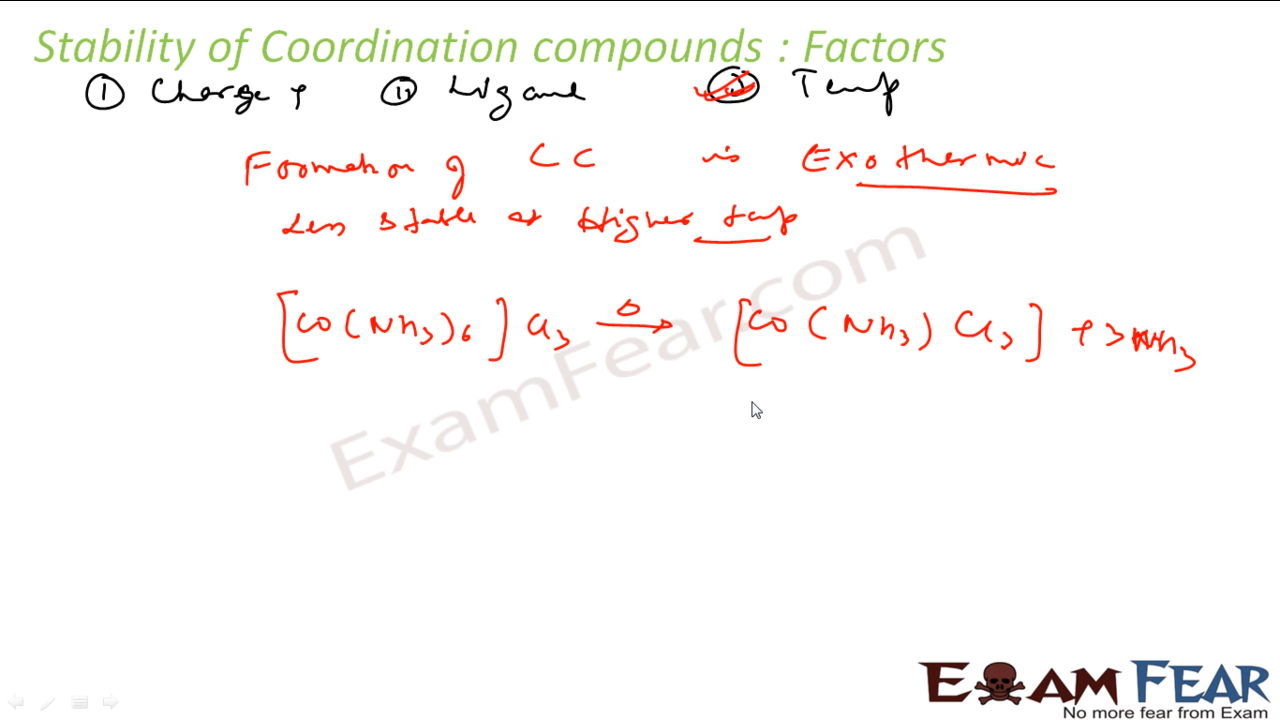 Stability of Coordination compounds : Factors
① Charge ↑ ② Ligand ③ Temp
Formation of CC is Exothermic
Less stable at Higher temp
[Co(NH3)6]Cl3 Δ→ [Co(NH3)Cl3] + 3NH3
ExamFear.com
EXAM FEAR
No more fear from Exam